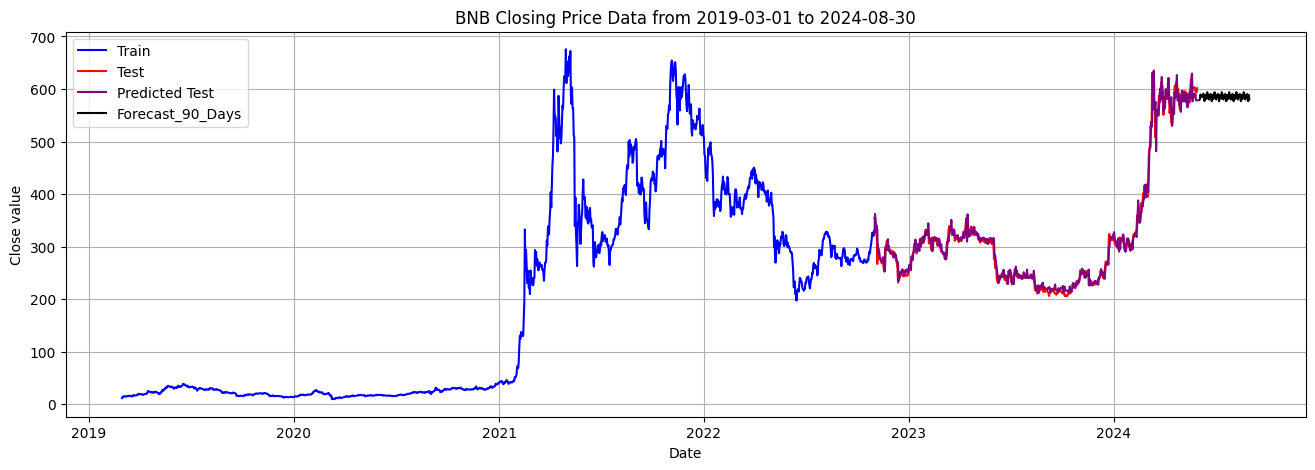 BNB Closing Price Data from 2019-03-01 to 2024-08-30
Train
Test
Predicted Test
Forecast_90_Days
Close value
700
600
500
400
300
200
100
0
2019
2020
2021
2022
2023
2024
Date